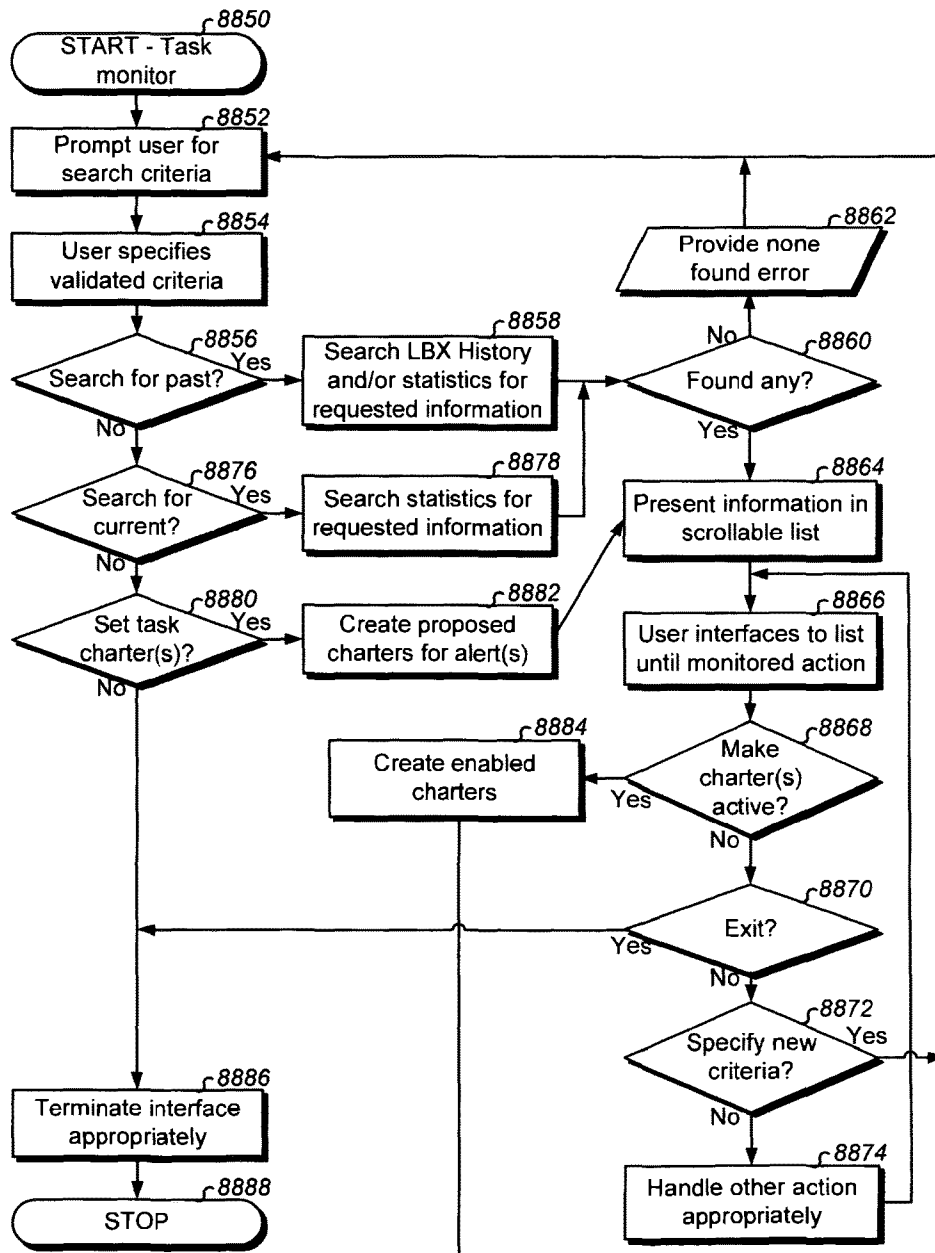 8850
START - Task
monitor
8852
Prompt user for
search criteria
8854
User specifies
validated criteria
8856
Search for past?
Yes
No
8858
Search LBX History
and/or statistics for
requested information
8860
Found any?
No
Yes
8862
Provide none
found error
8876
Search for
current?
Yes
No
8878
Search statistics for
requested information
8864
Present information in
scrollable list
8880
Set task
charter(s)?
Yes
No
8882
Create proposed
charters for alert(s)
8866
User interfaces to list
until monitored action
8868
Make
charter(s)
active?
Yes
No
8884
Create enabled
charters
8870
Exit?
Yes
No
8872
Specify new
criteria?
Yes
No
8874
Handle other action
appropriately
8886
Terminate interface
appropriately
8888
STOP